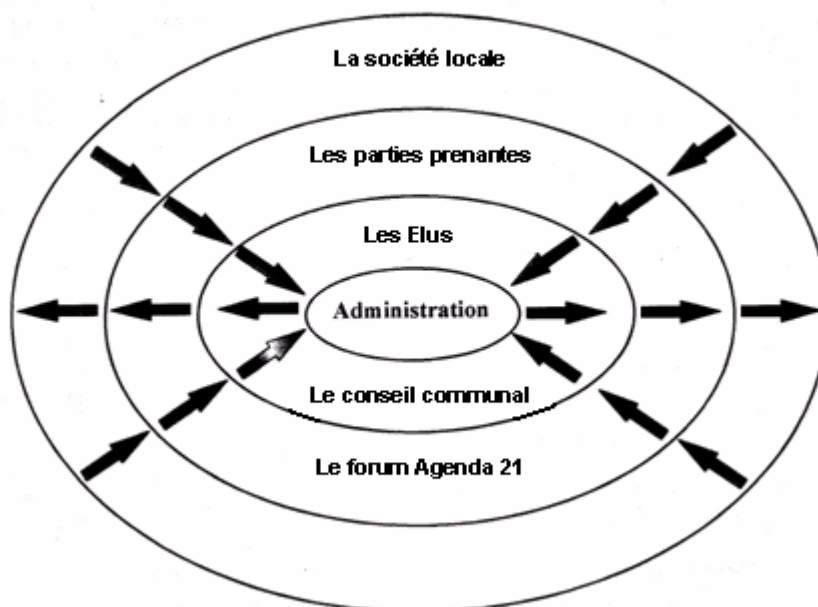 La société locale
Les parties prenantes
Les Elus
Administration
Le conseil communal
Le forum Agenda 21